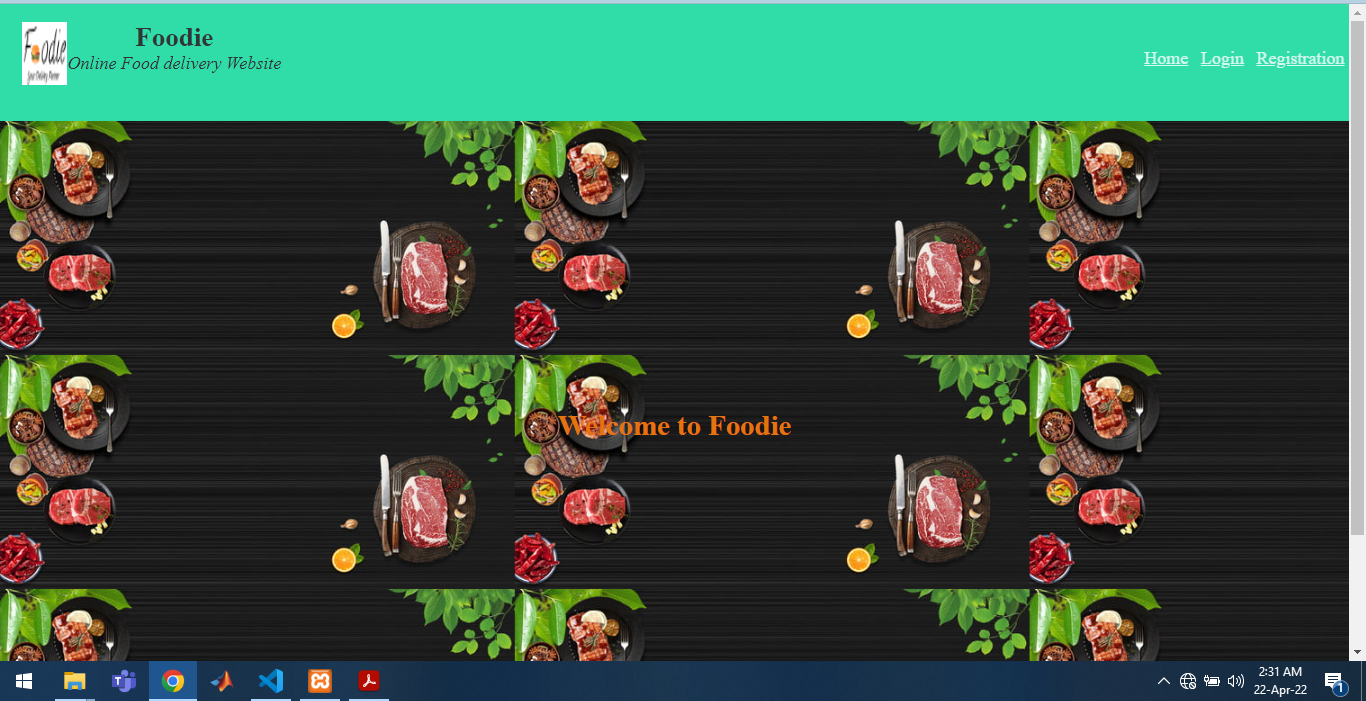 Foodie
Your Delivery Partner
Foodie
Online Food delivery Website
Home Login Registration
Welcome to Foodie
2:31 AM
22-Apr-22
1